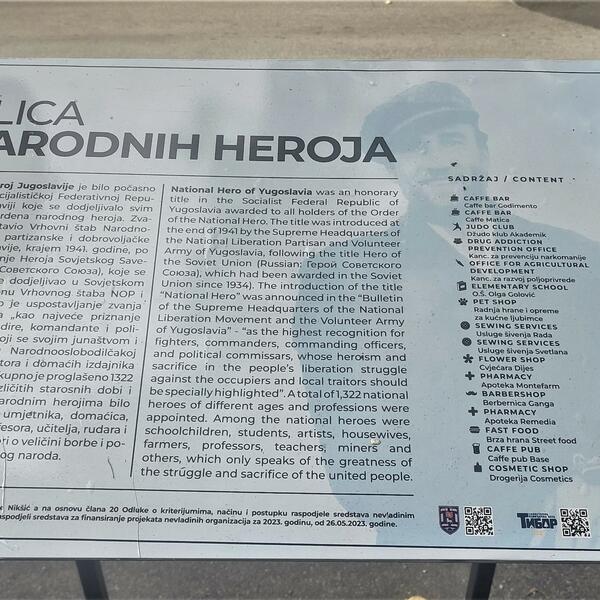 LICA
ARODNIH HEROJA
roj Jugoslavije je bilo počasno
cijalističkoj Federativnoj Repu-
aviji koje se dodjeljivalo svim
rdena narodnog heroja. Zva-
tavio Vrhovni štab Narodno-
partizanske i dobrovoljačke
avije, krajem 1941. godine, po
anje Heroja Sovjetskog Save-
Советского Союза), koje se
e dodjeljivao u Sovjetskom
enu Vrhovnog štaba NOP i
o je uspostavljanje zvanja
a „kao najveće priznanje
dire, komandante i poli-
oji se svojim junaštvom i
Narodnooslobodilčakoj
tora i domaćih izdajnika
kupno je proglašeno 1322
zličitih starosnih dobi i
arodnim herojima bilo
umjetnika, domaćica,
fesora, učitelja, rudara i
ri o veličini borbe i po-
og naroda.
National Hero of Yugoslavia was an honorary
title in the Socialist Federal Republic of
Yugoslavia awarded to all holders of the Order
of the National Hero. The title was introduced at
the end of 1941 by the Supreme Headquarters of
the National Liberation Partisan and Volunteer
Army of Yugoslavia, following the title Hero of
the Soviet Union (Russian: Герой Советского
Союза), which had been awarded in the Soviet
Union since 1934). The introduction of the title
"National Hero" was announced in the "Bulletin
of the Supreme Headquarters of the National
Liberation Movement and the Volunteer Army
of Yugoslavia" - "as the highest recognition for
fighters, commanders, commanding officers,
and political commissars, whose heroism and
sacrifice in the people's liberation struggle
against the occupiers and local traitors should
be specially highlighted". A total of 1,322 national
heroes of different ages and professions were
appointed. Among the national heroes were
schoolchildren, students, artists, housewives,
farmers, professors, teachers, miners and
others, which only speaks of the greatness of
the struggle and sacrifice of the united people.
SADRŽAJ / CONTENT
CAFFE BAR
Caffe bar Godimento
CAFFE BAR
Caffe Matico
JUDO CLUB
Džudo klub Akademik
DRUG ADDICTION
PREVENTION OFFICE
Kanc. za prevenciju narkomanije
OFFICE FOR AGRICULTURAL
DEVELOPMENT
Kanc. za razvoj poljoprivrede
ELEMENTARY SCHOOL
O.Š. Olga Golović
PET SHOP
Radnja hrane i opreme
za kućne ljubimce
SEWING SERVICES
Usluge šivenja Rada
SEWING SERVICES
Usluge šivenja Svetlana
FLOWER SHOP
Cvjećara Dijes
PHARMACY
Apoteka Montefarm
BARBERSHOP
Berbernica Ganga
PHARMACY
Apoteka Remedia
FAST FOOD
Brza hrana Street food
CAFFE PUB
Caffe pub Base
COSMETIC SHOP
Drogerija Cosmetics
e Nikšić a na osnovu člana 20 Odluke o kriterijumima, načinu i postupku raspodjele sredstava nevladinim
aspodjeli sredstava za finansiranje projekata nevladinih organizacija za 2023. godinu, od 26.05.2023. godine.